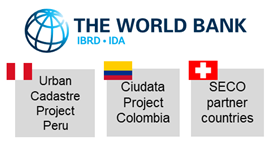 THE WORLD BANK
IBRD • IDA
Urban
Cadastre
Project
Peru
Ciudata
Project
Colombia
SECO
partner
countries